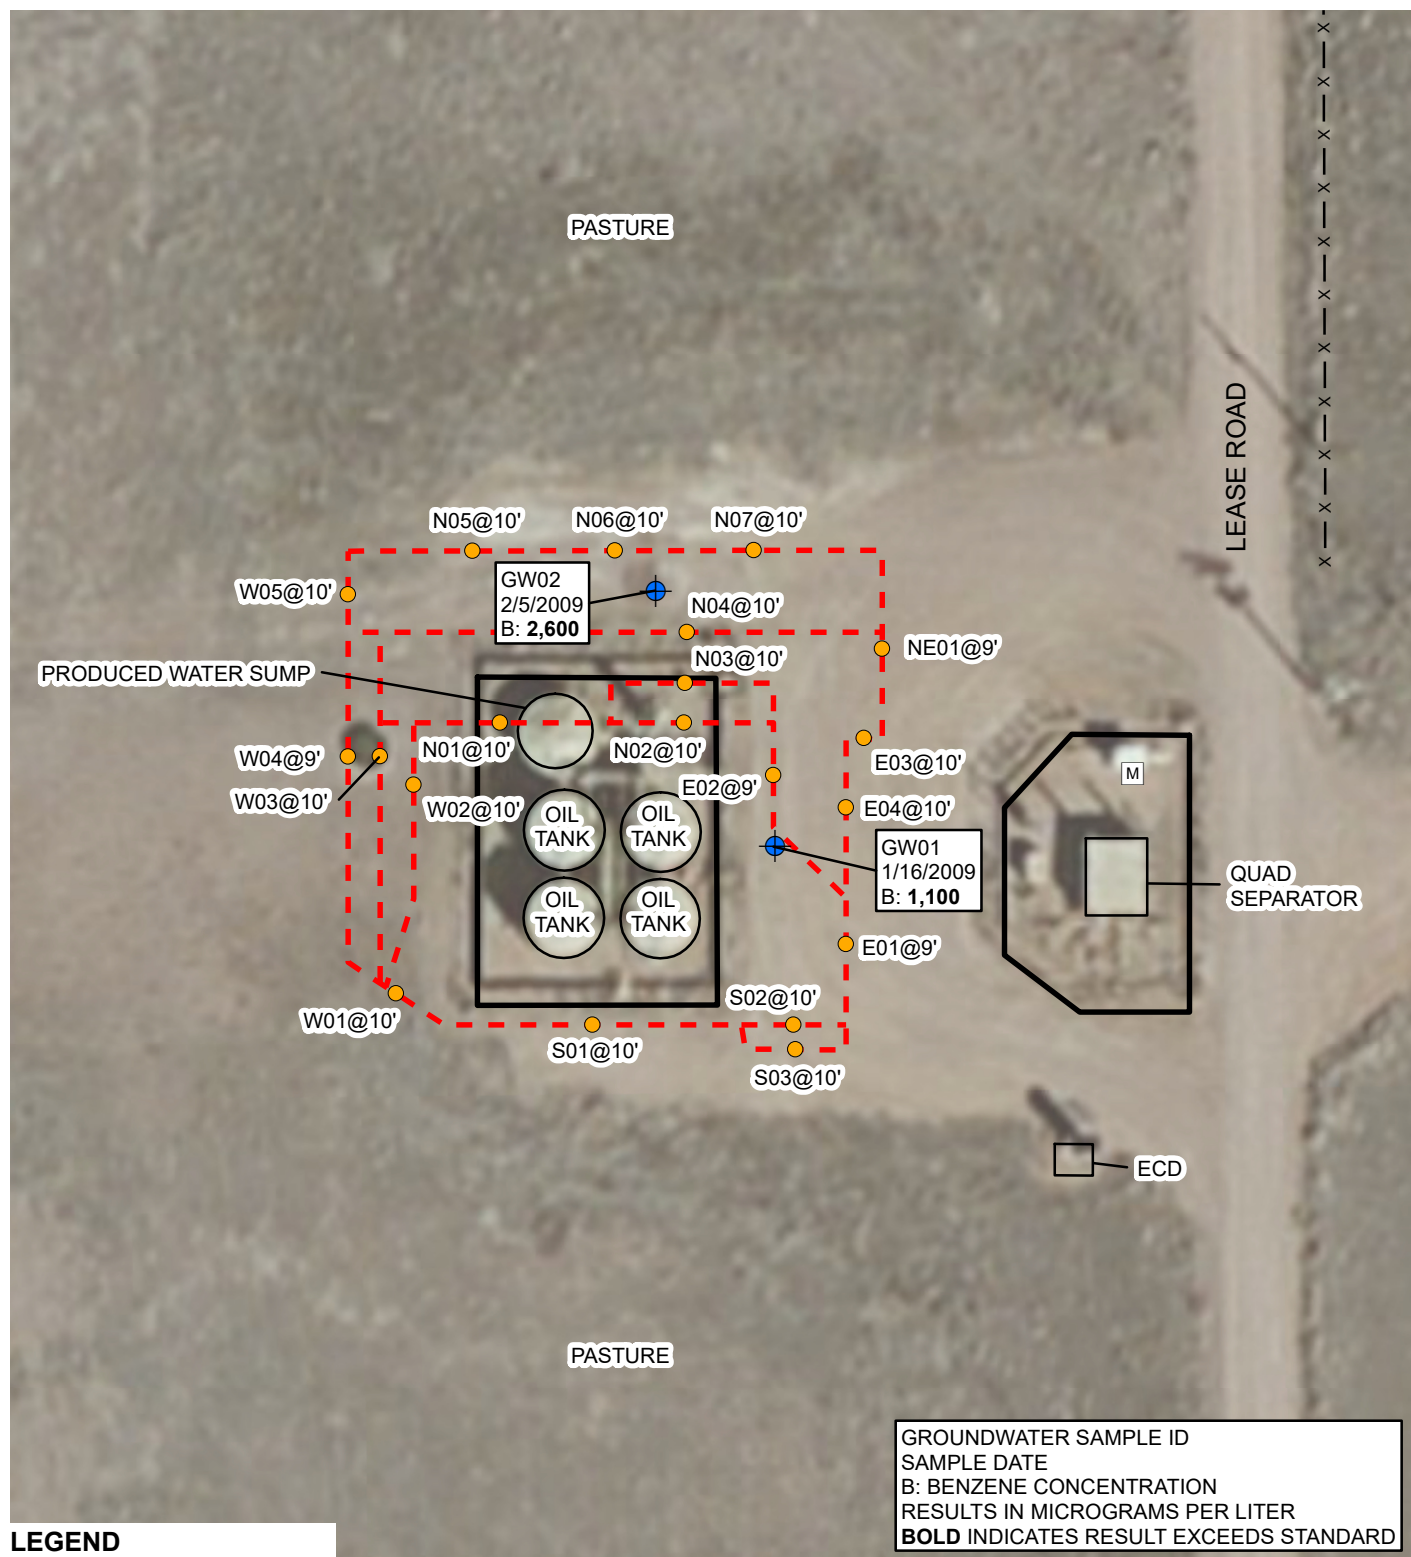 PASTURE
LEASE ROAD
N05@10'
N06@10'
N07@10'
W05@10'
GW02
2/5/2009
B: 2,600
N04@10'
NE01@9'
N03@10'
PRODUCED WATER SUMP
N01@10'
N02@10'
W04@9'
E03@10'
M
E02@9'
W03@10'
W02@10'
E04@10'
OIL
TANK
OIL
TANK
GW01
1/16/2009
B: 1,100
QUAD
SEPARATOR
OIL
TANK
OIL
TANK
E01@9'
S02@10'
W01@10'
S01@10'
S03@10'
ECD
PASTURE
GROUNDWATER SAMPLE ID
SAMPLE DATE
B: BENZENE CONCENTRATION
RESULTS IN MICROGRAMS PER LITER
BOLD INDICATES RESULT EXCEEDS STANDARD
LEGEND